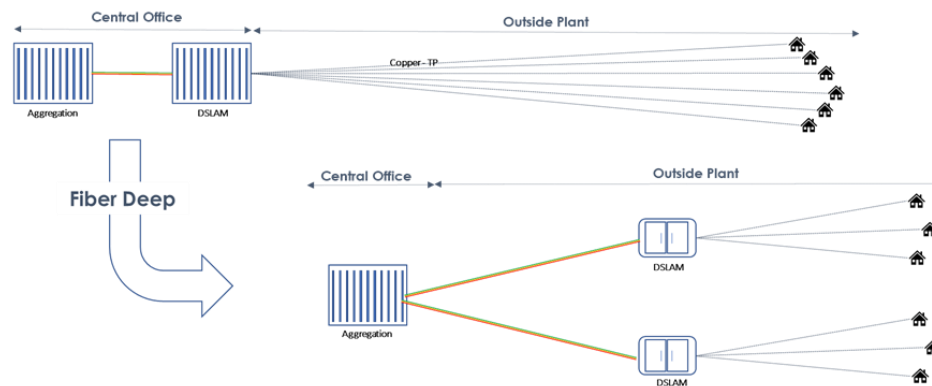 Central Office
Outside Plant
Copper - TP
Aggregation
DSLAM
Fiber Deep
Central Office
Outside Plant
DSLAM
Aggregation
DSLAM